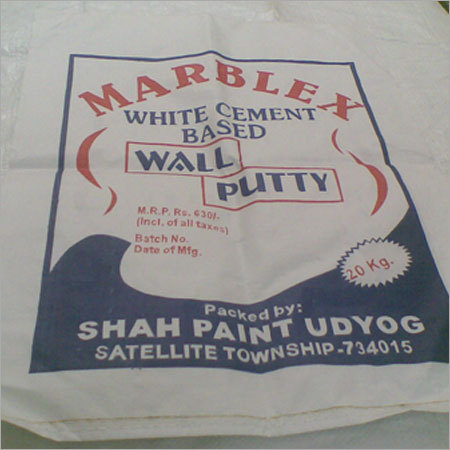 MARBLEX
WHITE CEMENT
BASED
WALL
PUTTY
M.R.P. Rs. 630/.
(Incl. of all taxes)
Batch No.
Date of Mfg.
20 Kg.
Packed by:
SHAH PAINT UDYOG
SATELLITE TOWNSHIP-734015